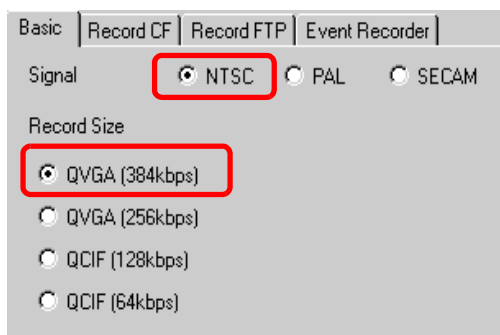 Basic Record CF Record FTP Event Recorder
Signal NTSC PAL SECAM
Record Size
QVGA (384kbps)
QVGA (256kbps)
QCIF (128kbps)
QCIF (64kbps)